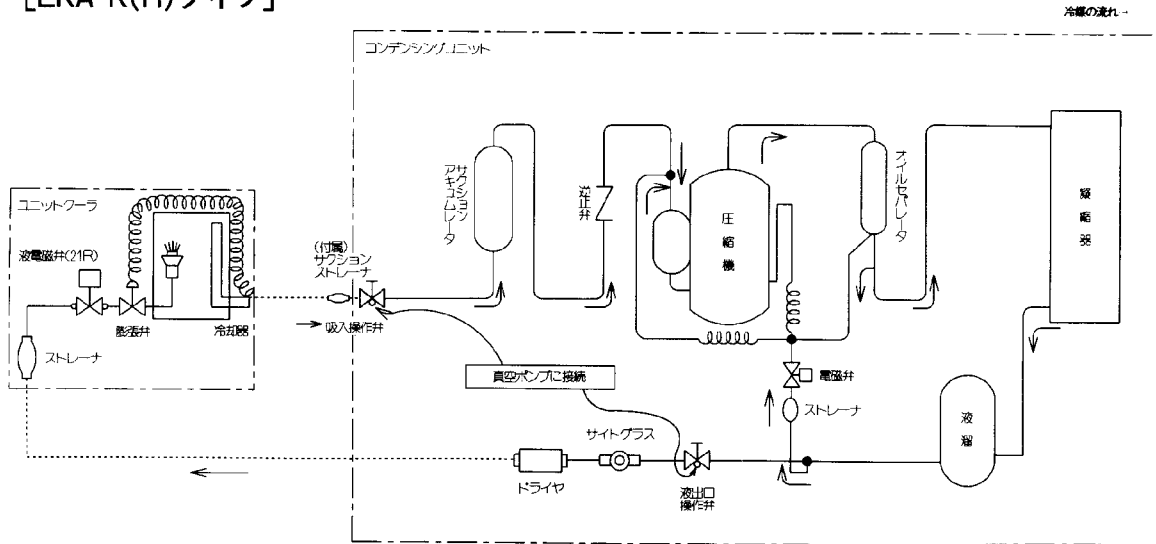 [ERA-R(H)タイプ]
冷媒の流れ→
コンデンシングユニット
サクション
アキュムレータ
逆止弁
圧縮機
オイルセパレータ
凝縮器
ユニットクーラ
液電磁弁(21R)
膨張弁
冷却器
ストレーナ
(付属)
サクション
ストレーナ
→吸入操作弁
真空ポンプに接続
電磁弁
ストレーナ
液溜
サイトグラス
ドライヤ
液出口
操作弁